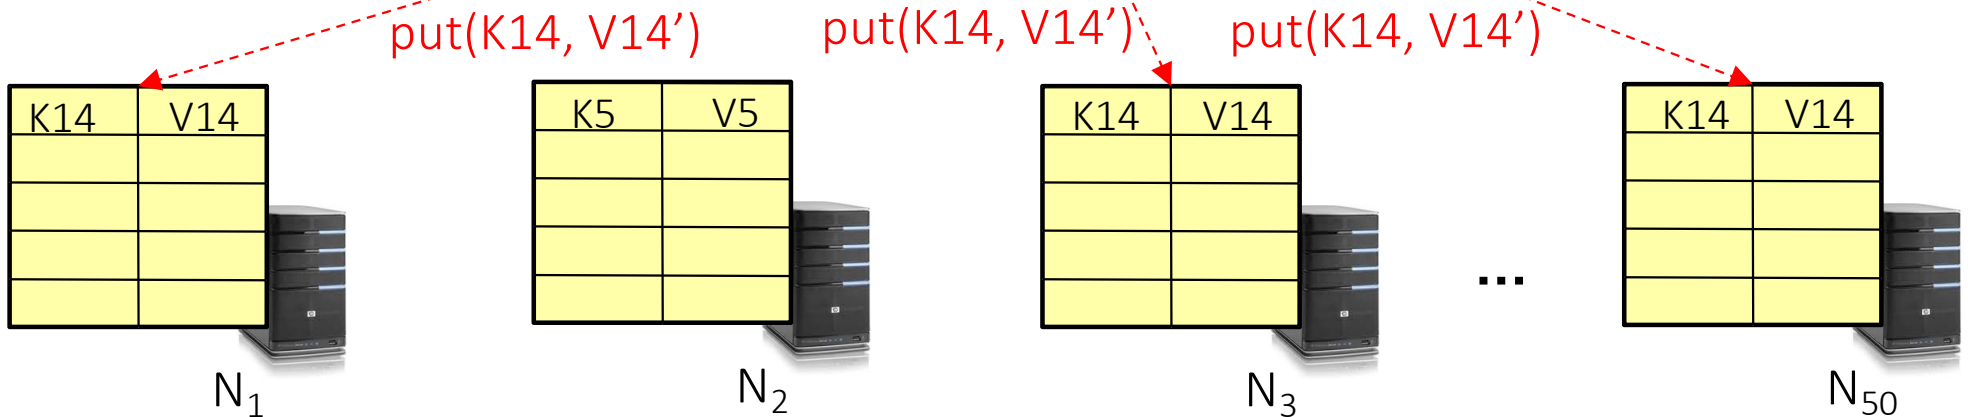 put(K14, V14’)
put(K14, V14’)
put(K14, V14’)
K14 V14
K5 V5
K14 V14
K14 V14
...
N1
N2
N3
N50